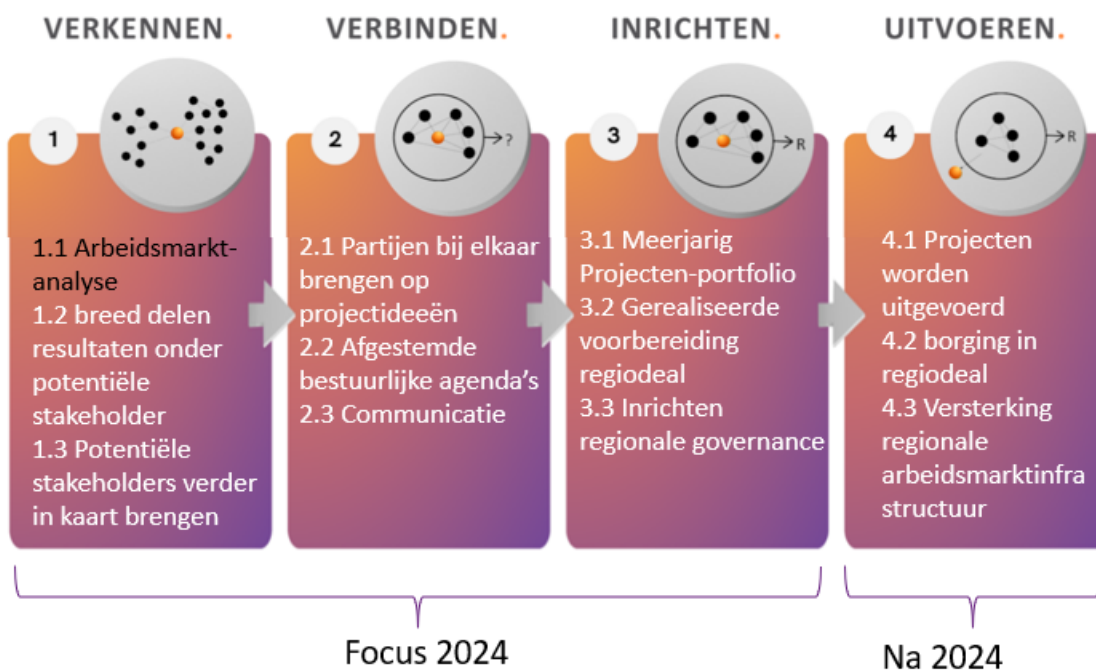 VERKENNEN.
1
1.1 Arbeidsmarkt-
analyse
1.2 breed delen
resultaten onder
potentiële
stakeholder
1.3 Potentiële
stakeholders verder
in kaart brengen
VERBINDEN.
2
?
2.1 Partijen bij elkaar
brengen op
projectideeën
2.2 Afgestemde
bestuurlijke agenda's
2.3 Communicatie
INRICHTEN.
3
R
3.1 Meerjarig
Projecten-portfolio
3.2 Gerealiseerde
voorbereiding
regiodeal
3.3 Inrichten
regionale governance
UITVOEREN.
4
R
4.1 Projecten
worden
uitgevoerd
4.2 borging in
regiodeal
4.3 Versterking
regionale
arbeidsmarktinfra
structuur
Focus 2024
Na 2024